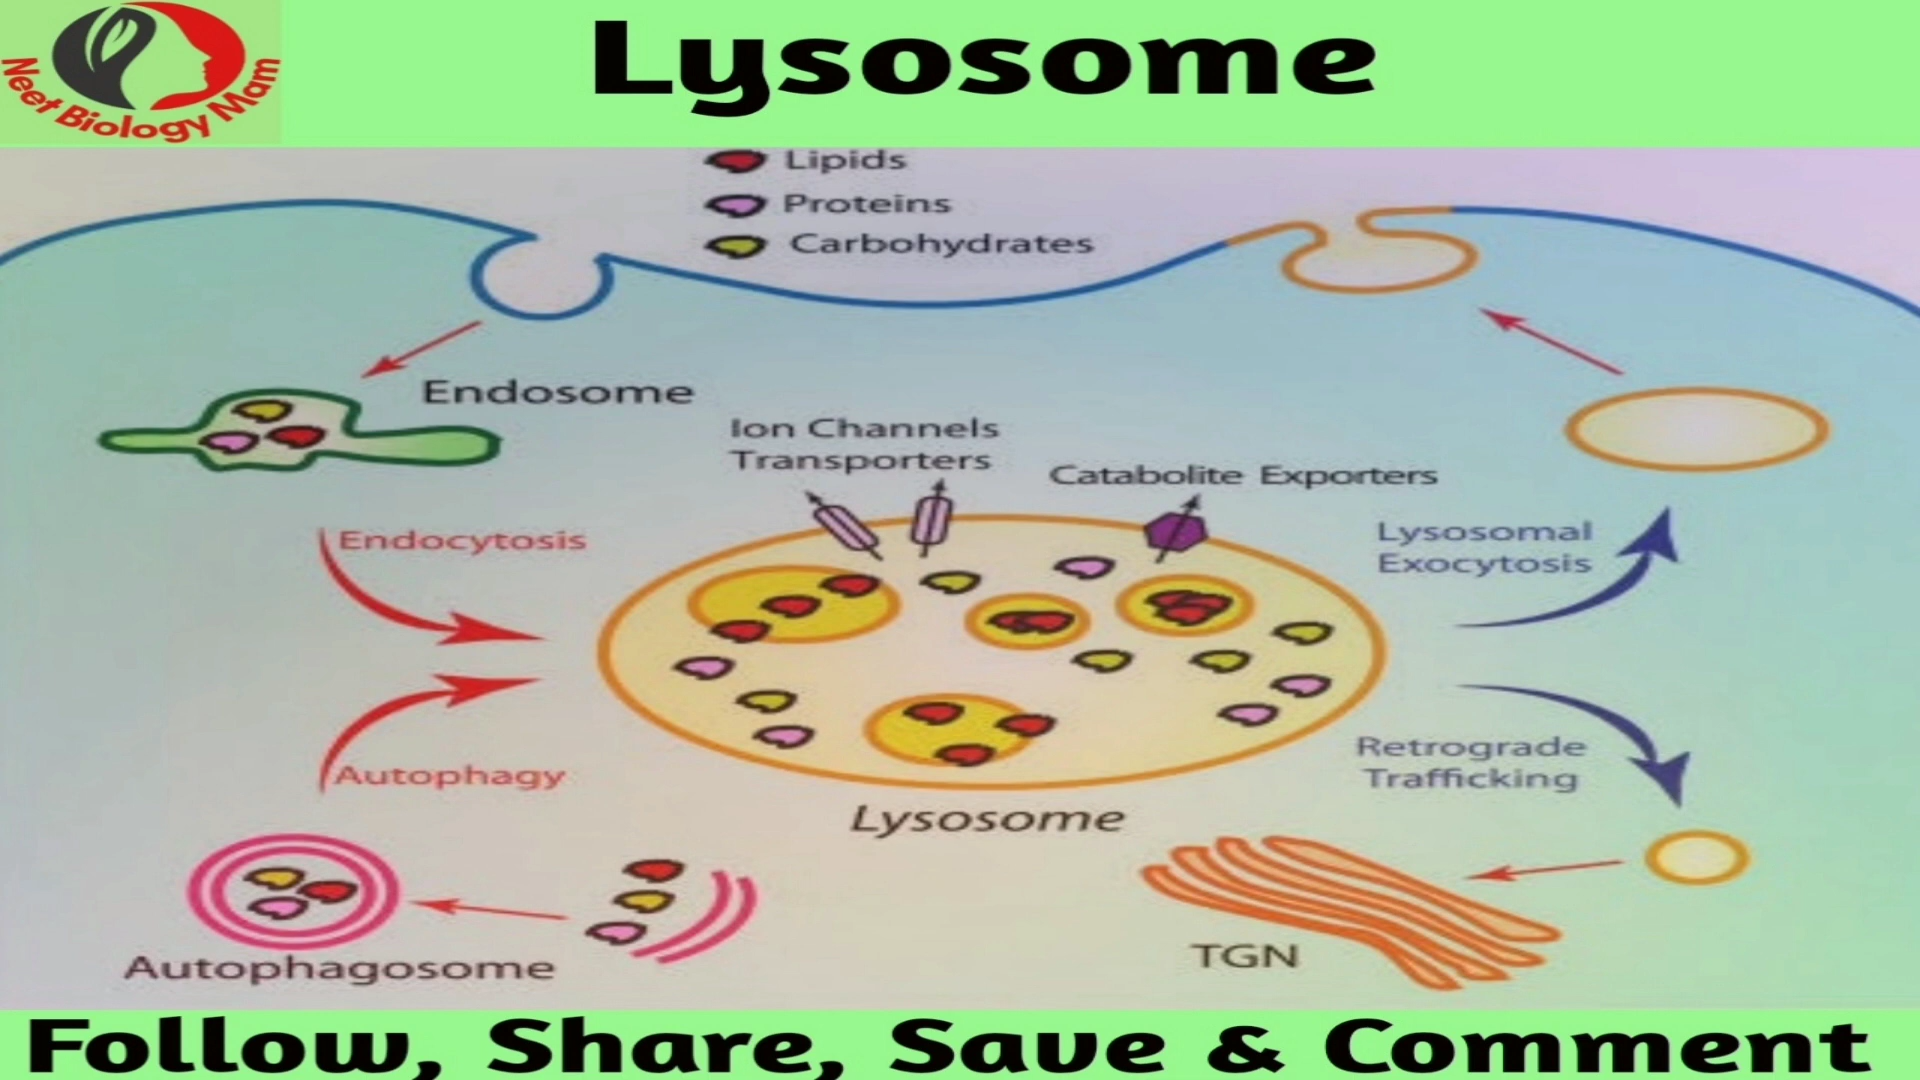 Lysosome
Neet Biology Mam
Lipids
Proteins
Carbohydrates
Endosome
Ion Channels
Transporters
Catabolite Exporters
Endocytosis
Lysosomal
Exocytosis
Autophagy
Retrograde
Trafficking
Lysosome
Autophagosome
TGN
Follow, Share, Save & Comment